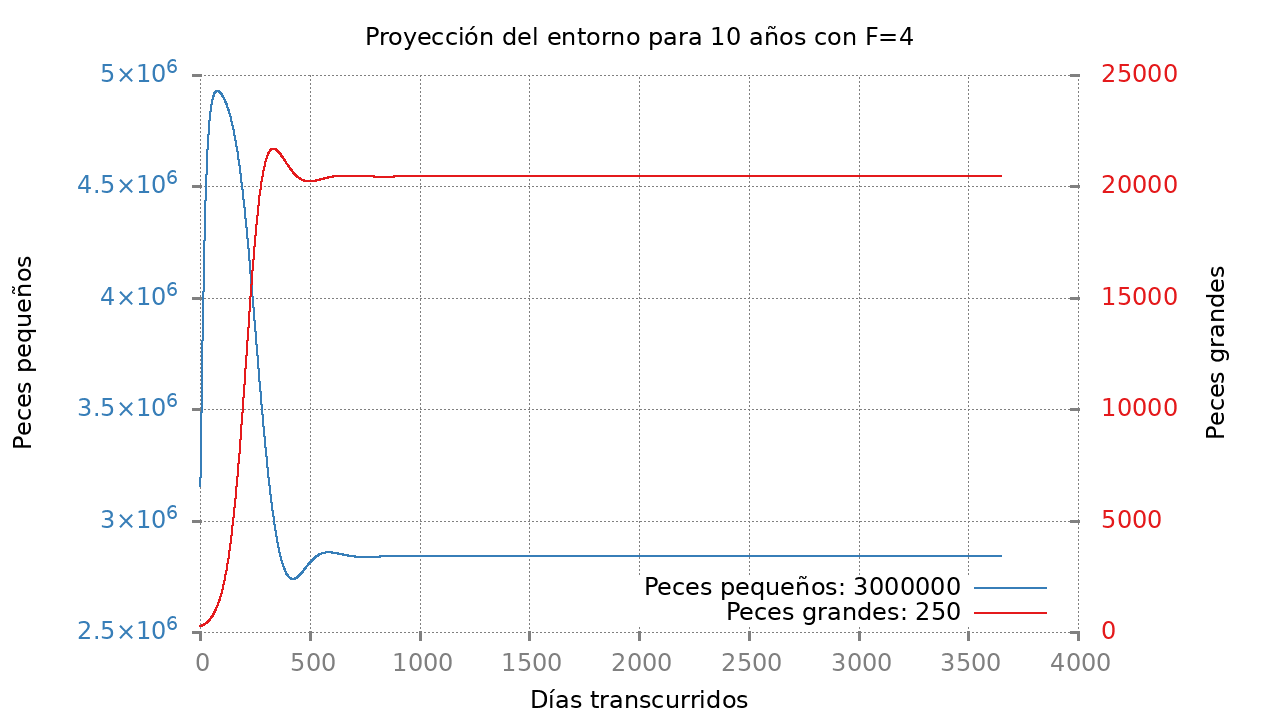 Proyección del entorno para 10 años con F=4
5×10⁶
4.5×10⁶
4×10⁶
3.5×10⁶
3×10⁶
2.5×10⁶
Peces pequeños
25000
20000
15000
10000
5000
0
Peces grandes
Peces pequeños: 3000000
Peces grandes: 250
0 500 1000 1500 2000 2500 3000 3500 4000
Días transcurridos